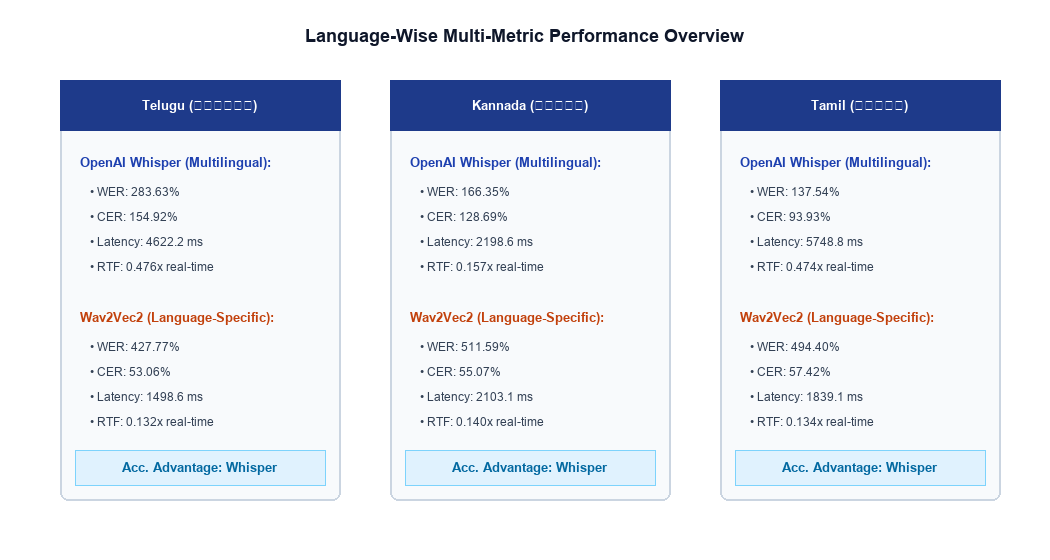 Language-Wise Multi-Metric Performance Overview
Telugu (□□□□□□)
OpenAI Whisper (Multilingual):
• WER: 283.63%
• CER: 154.92%
• Latency: 4622.2 ms
• RTF: 0.476x real-time
Wav2Vec2 (Language-Specific):
• WER: 427.77%
• CER: 53.06%
• Latency: 1498.6 ms
• RTF: 0.132x real-time
Acc. Advantage: Whisper
Kannada (□□□□□)
OpenAI Whisper (Multilingual):
• WER: 166.35%
• CER: 128.69%
• Latency: 2198.6 ms
• RTF: 0.157x real-time
Wav2Vec2 (Language-Specific):
• WER: 511.59%
• CER: 55.07%
• Latency: 2103.1 ms
• RTF: 0.140x real-time
Acc. Advantage: Whisper
Tamil (□□□□□)
OpenAI Whisper (Multilingual):
• WER: 137.54%
• CER: 93.93%
• Latency: 5748.8 ms
• RTF: 0.474x real-time
Wav2Vec2 (Language-Specific):
• WER: 494.40%
• CER: 57.42%
• Latency: 1839.1 ms
• RTF: 0.134x real-time
Acc. Advantage: Whisper